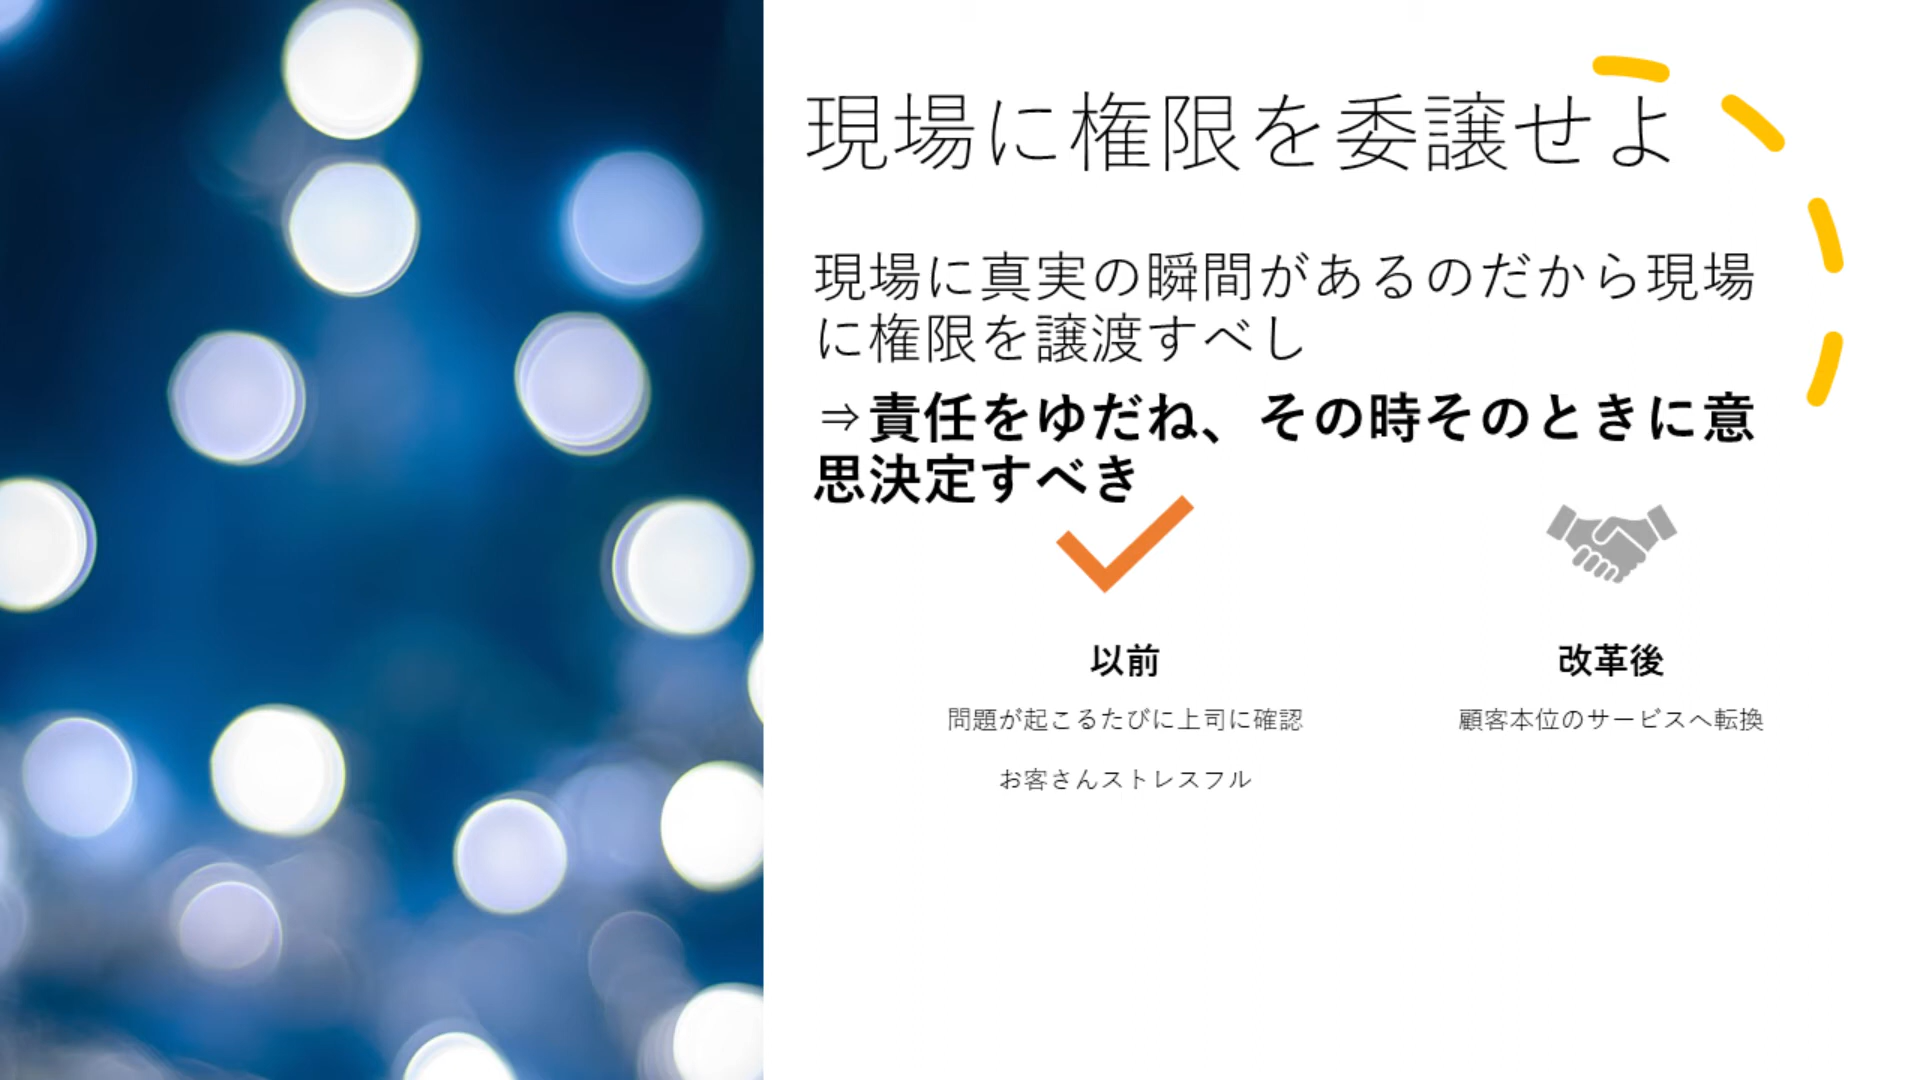 現場に権限を委譲せよ
現場に真実の瞬間があるのだから現場
に権限を譲渡すべし
⇒責任をゆだね、その時そのときに意
思決定すべき
以前
改革後
問題が起こるたびに上司に確認
顧客本位のサービスへ転換
お客さんストレスフル